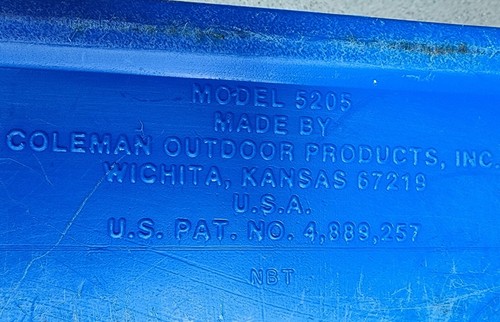 MODEL 5205
MADE BY
COLEMAN OUTDOOR PRODUCTS, INC
WICHITA, KANSAS 67219
U.S.A.
U.S. PAT. NO. 4,889,257
NBT